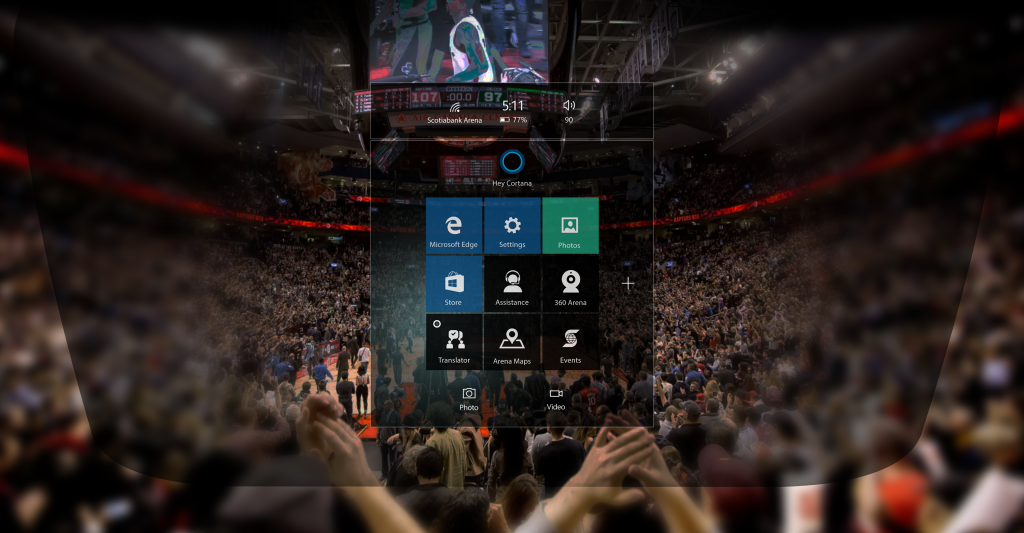 107 :00.0 97
5:11
77%
Scotiabank Arena
90
Hey Cortana
Microsoft Edge
Settings
Photos
Store
Assistance
360 Arena
Translator
Arena Maps
Events
Photo
Video